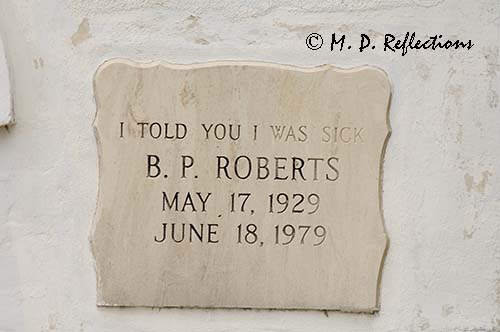 © M. D. Reflections
I TOLD YOU I WAS SICK
B. P. ROBERTS
MAY 17, 1929
JUNE 18, 1979